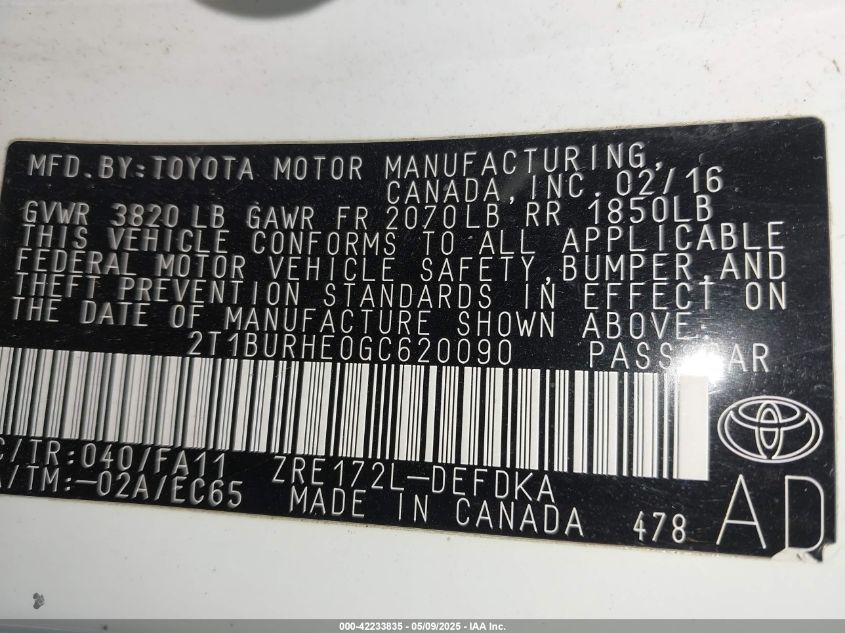 MFD.BY:TOYOTA MOTOR MANUFACTURING,
CANADA,INC. 02/16
GVWR 3820 LB GAWR FR 2070LB RR 1850LB
THIS VEHICLE CONFORMS TO ALL APPLICABLE
FEDERAL MOTOR VEHICLE SAFETY,BUMPER,AND
THEFT PREVENTION STANDARDS IN EFFECT ON
THE DATE OF MANUFACTURE SHOWN ABOVE:
2T1BURHE0GC620090
C/TR:040/FA11 ZRE172L-DEFDKA
A/TM:-02A/EC65 MADE IN CANADA 478 AD
000-42233835 - 05/09/2025 - IAA Inc.